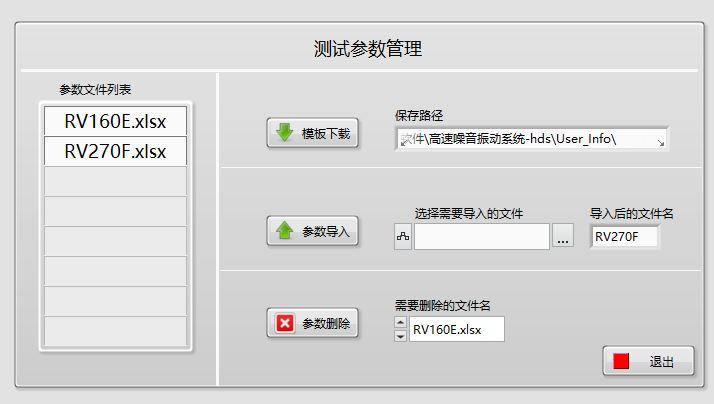 测试参数管理
参数文件列表
RV160E.xlsx
RV270F.xlsx
模板下载
保存路径
软件\高速噪音振动系统-hds\User_Info\
参数导入
选择需要导入的文件
...
导入后的文件名
RV270F
参数删除
需要删除的文件名
RV160E.xlsx
退出